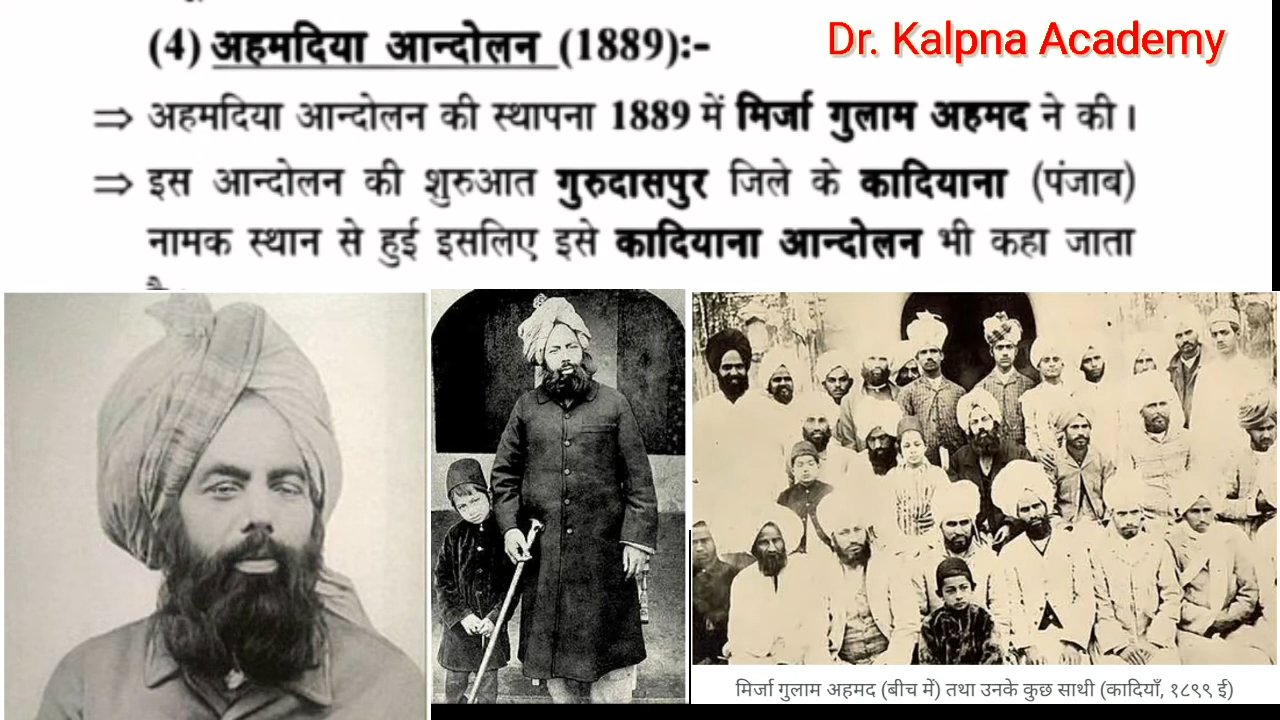 (4) अहमदिया आन्दोलन (1889):-
Dr. Kalpna Academy
⇒ अहमदिया आन्दोलन की स्थापना 1889 में मिर्जा गुलाम अहमद ने की।
⇒ इस आन्दोलन की शुरुआत गुरुदासपुर जिले के कादियाना (पंजाब)
नामक स्थान से हुई इसलिए इसे कादियाना आन्दोलन भी कहा जाता
मिर्जा गुलाम अहमद (बीच में) तथा उनके कुछ साथी (कादियाँ, १८९९ ई)